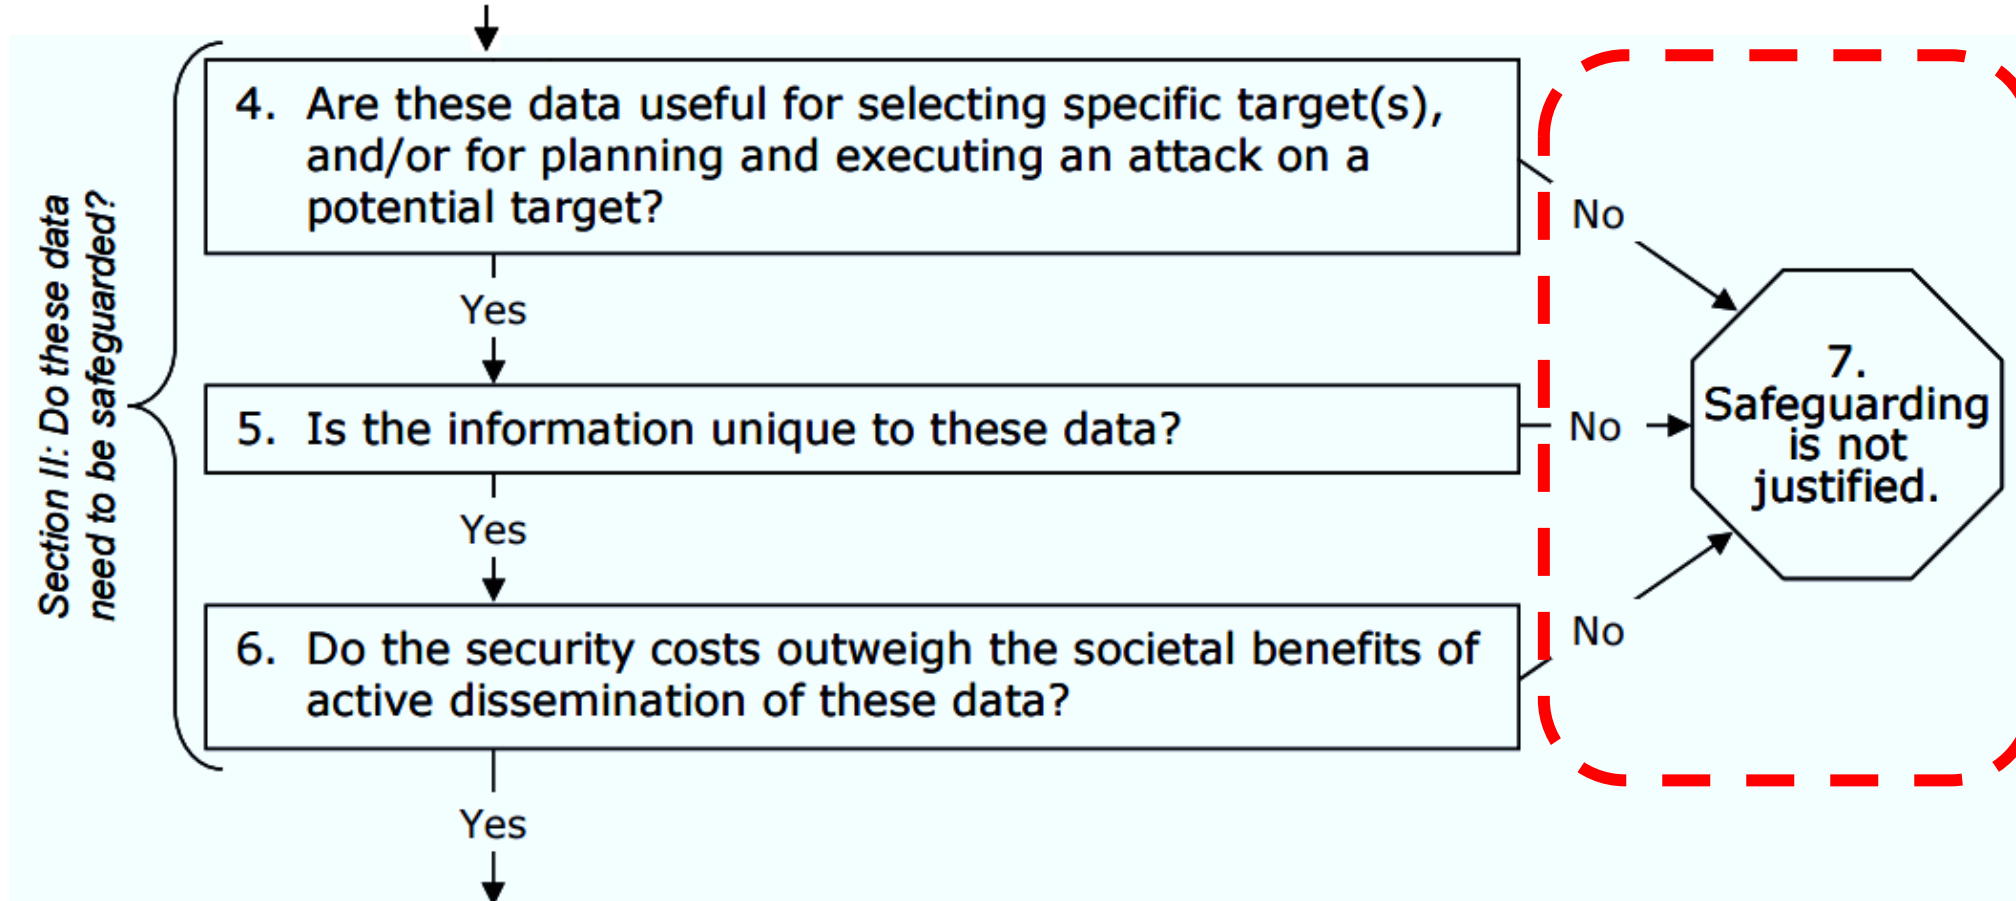 Section II: Do these data
need to be safeguarded?
4. Are these data useful for selecting specific target(s),
and/or for planning and executing an attack on a
potential target?
No
Yes
5. Is the information unique to these data?
No
7.
Safeguarding
is not
justified.
Yes
6. Do the security costs outweigh the societal benefits of
active dissemination of these data?
No
Yes